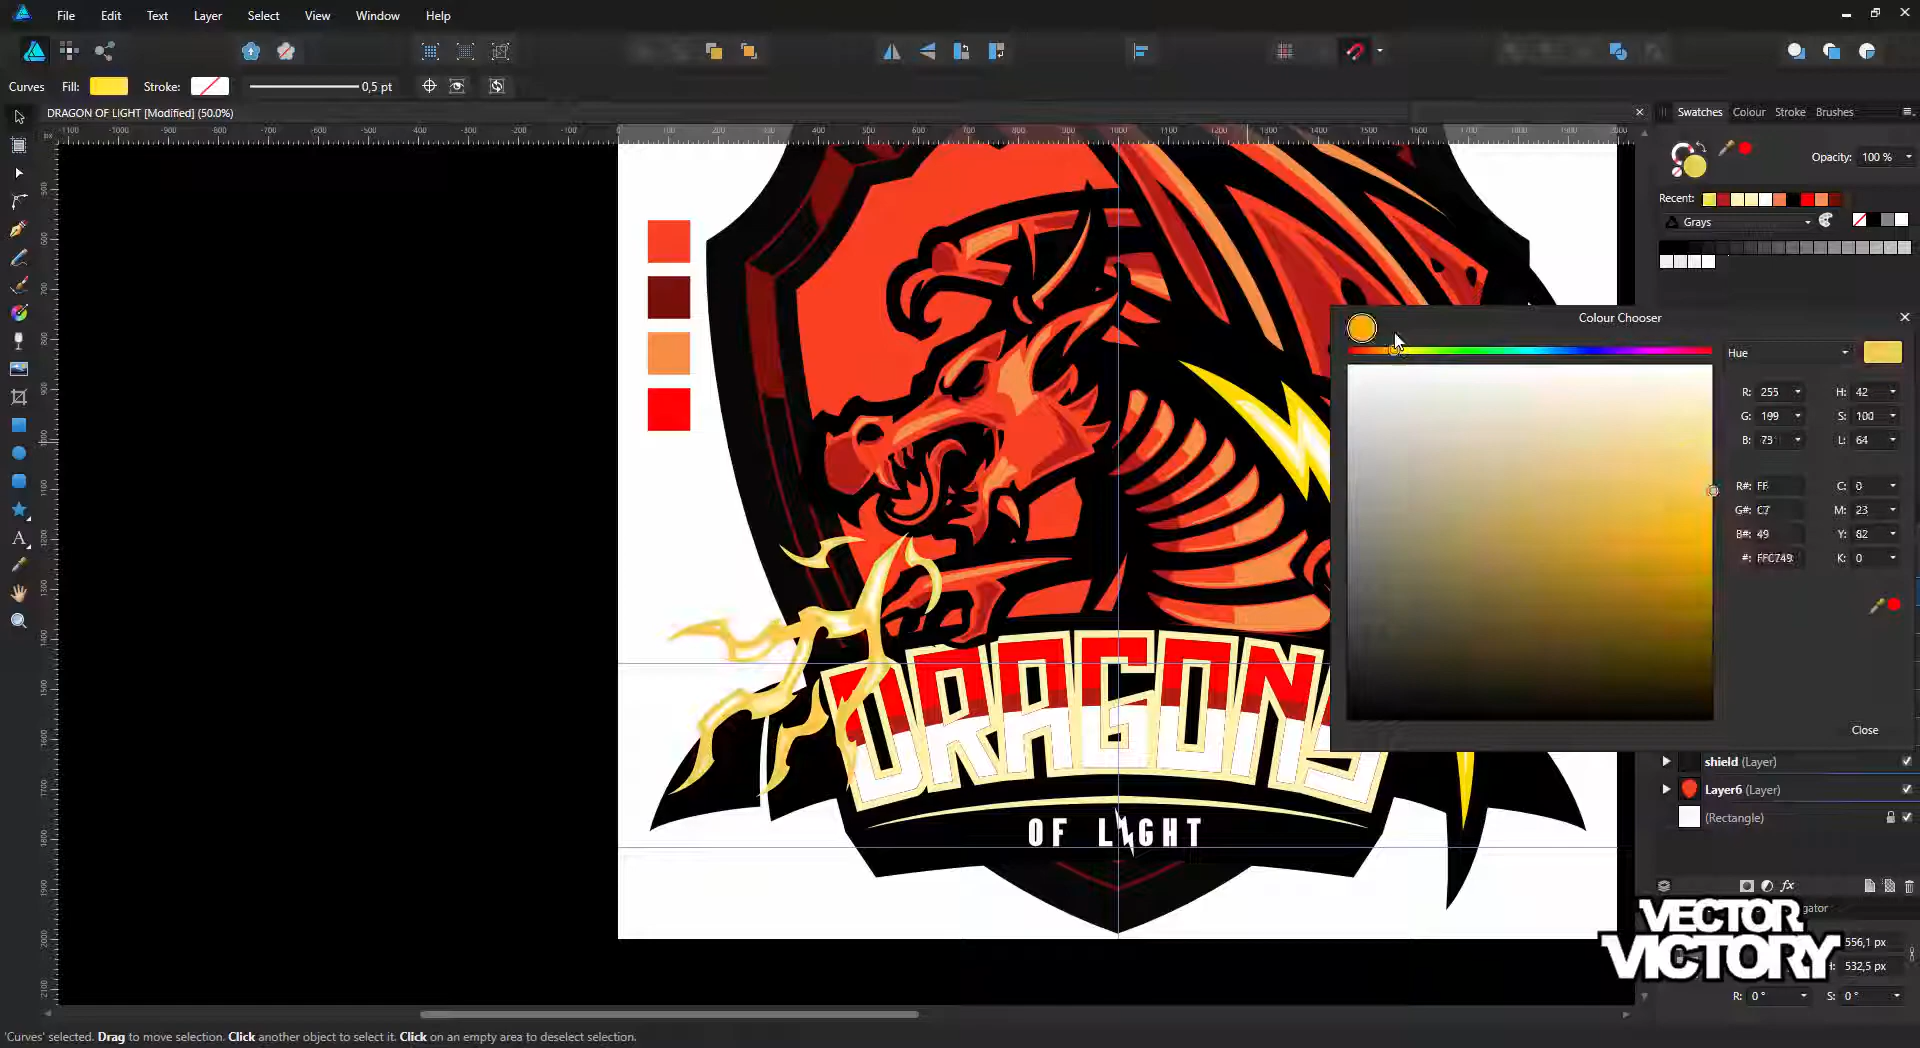 File Edit Text Layer Select View Window Help
Curves Fill: Stroke: 0,5 pt
DRAGON OF LIGHT [Modified] (50.0%)
Swatches Colour Stroke Brushes
Opacity: 100 %
Recent:
Grays
Colour Chooser
Hue
R: 255 H: 42
G: 199 S: 100
B: 73 L: 64
R#: FF C: 0
G#: C7 M: 23
B#: 49 Y: 82
#: FFC749 K: 0
Close
DRAGONS
OF LIGHT
shield (Layer)
Layer6 (Layer)
(Rectangle)
fx
VECTOR
VICTORY
556,1 px
532,5 px
R: 0 ° S: 0 °
'Curves' selected. Drag to move selection. Click another object to select it. Click on an empty area to deselect selection.